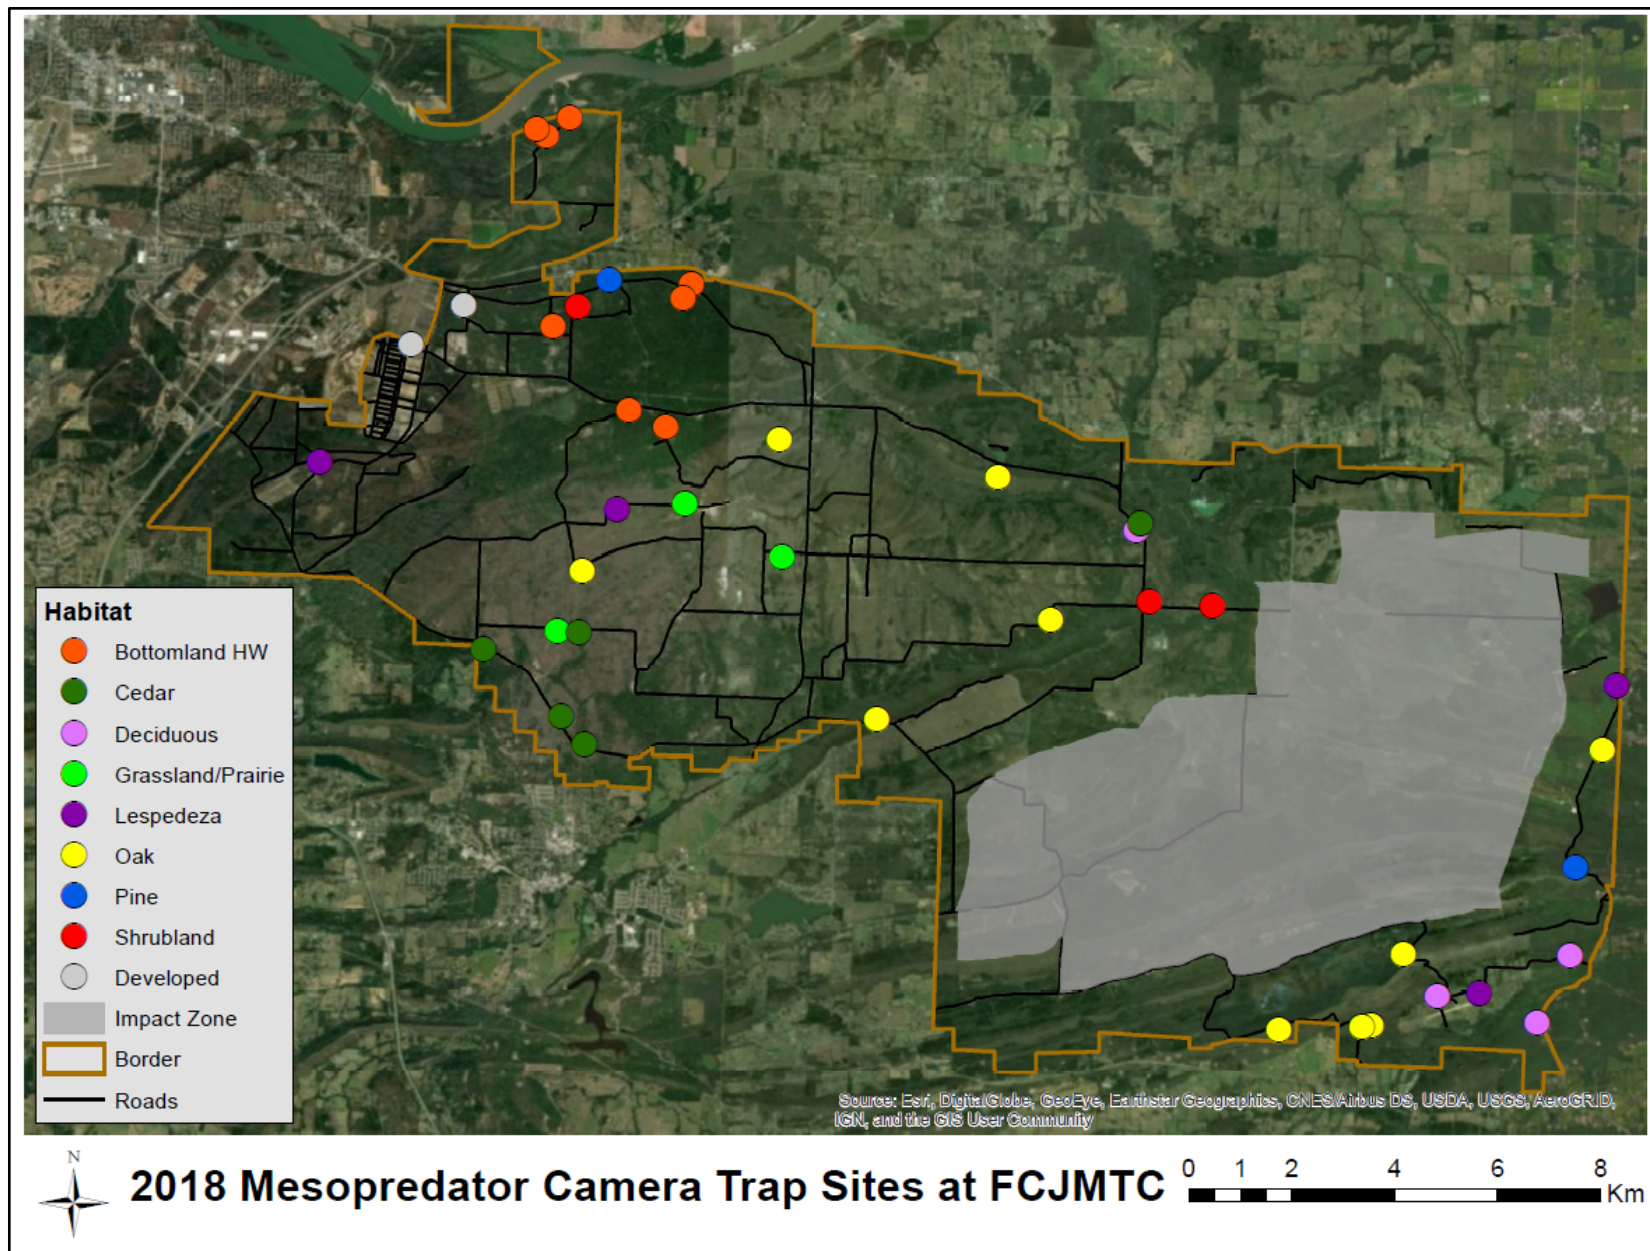 Habitat
Bottomland HW
Cedar
Deciduous
Grassland/Prairie
Lespedeza
Oak
Pine
Shrubland
Developed
Impact Zone
Border
Roads
Source: Esri, DigitalGlobe, GeoEye, Earthstar Geographics, CNES/Airbus DS, USDA, USGS, AeroGRID,
IGN, and the GIS User Community
N
2018 Mesopredator Camera Trap Sites at FCJMTC
0 1 2 4 6 8
Km